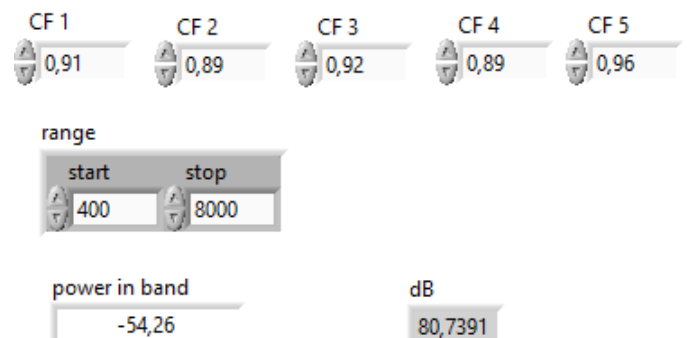 CF 1 CF 2 CF 3 CF 4 CF 5
0,91 0,89 0,92 0,89 0,96
range
start stop
400 8000
power in band dB
-54,26 80,7391